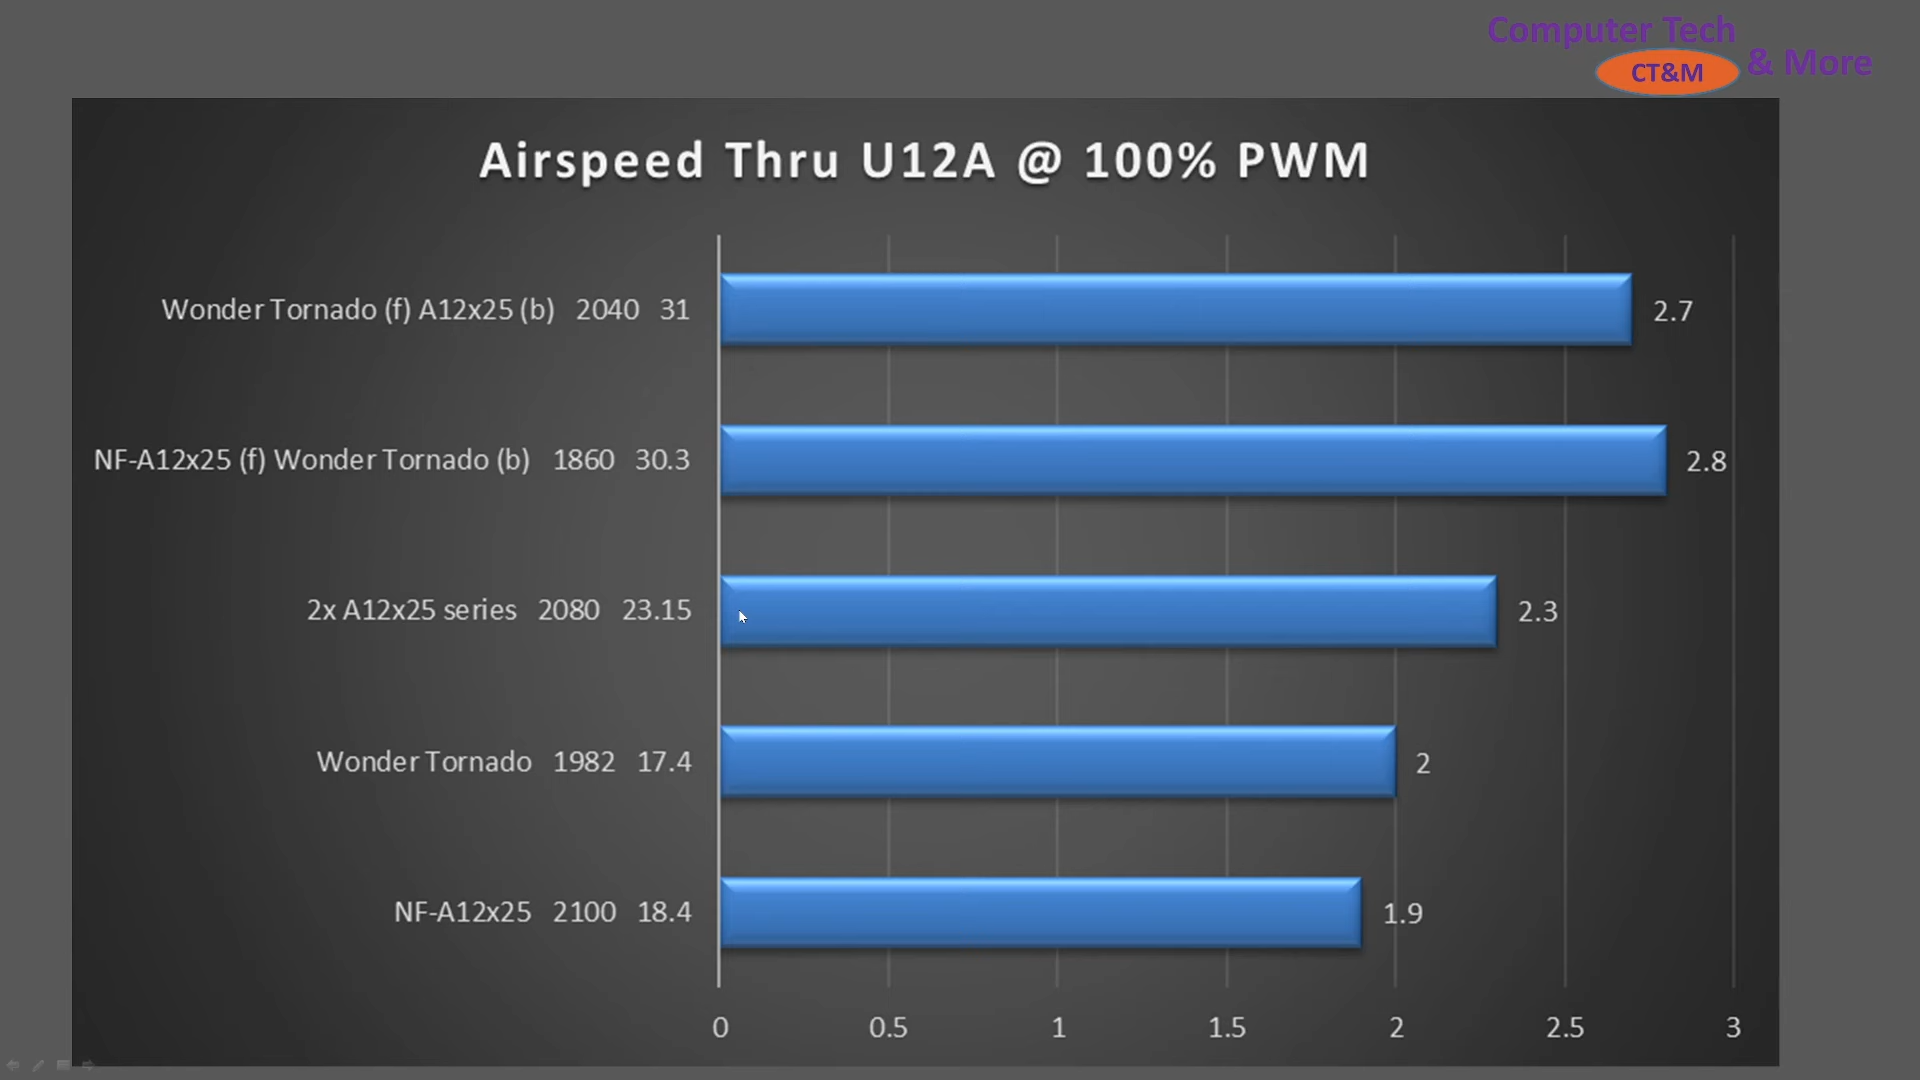 Computer Tech
CT&M
& More
Airspeed Thru U12A @ 100% PWM
Wonder Tornado (f) A12x25 (b) 2040 31
2.7
NF-A12x25 (f) Wonder Tornado (b) 1860 30.3
2.8
2x A12x25 series 2080 23.15
2.3
Wonder Tornado 1982 17.4
2
NF-A12x25 2100 18.4
1.9
0 0.5 1 1.5 2 2.5 3